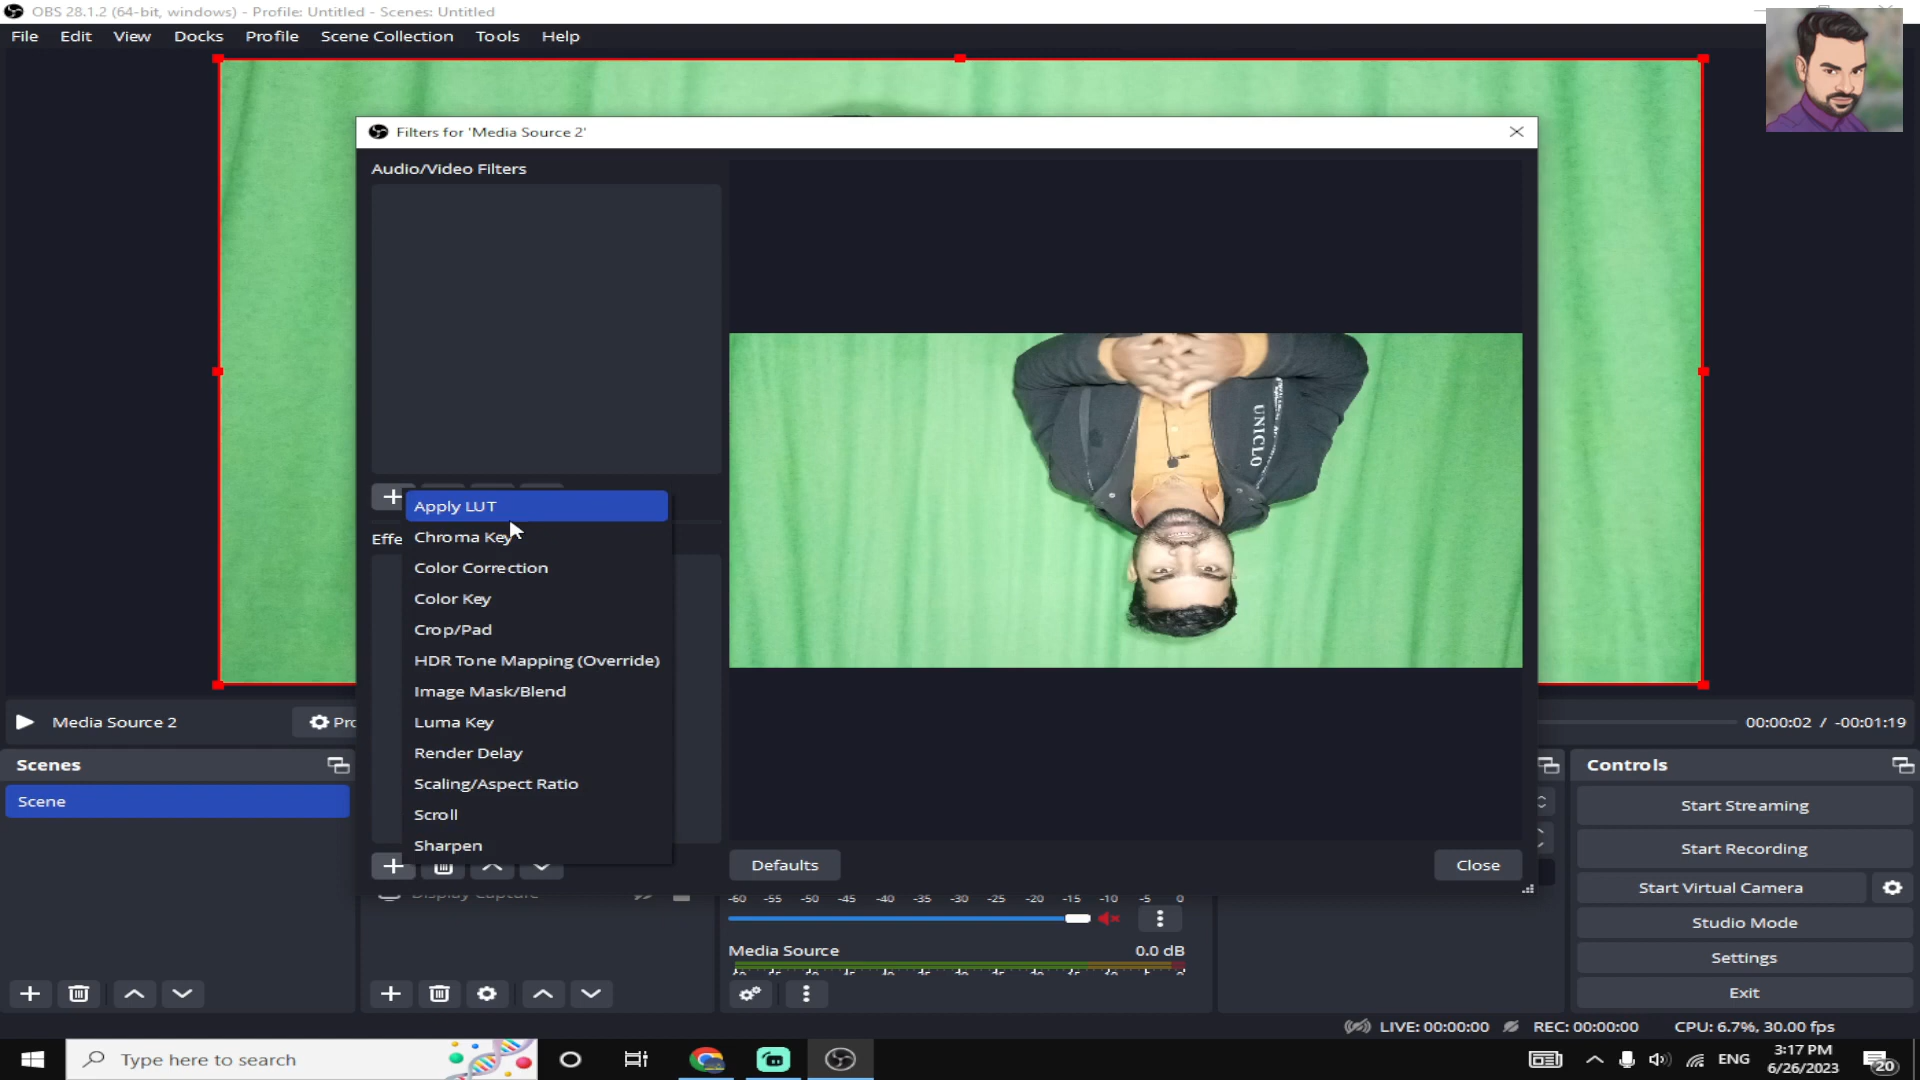 OBS 28.1.2 (64-bit, windows) - Profile: Untitled - Scenes: Untitled
File Edit View Docks Profile Scene Collection Tools Help
Filters for 'Media Source 2'
Audio/Video Filters
UNICLO
Effe
Apply LUT
Chroma Key
Color Correction
Color Key
Crop/Pad
HDR Tone Mapping (Override)
Image Mask/Blend
Luma Key
Render Delay
Scaling/Aspect Ratio
Scroll
Sharpen
Defaults
Close
Media Source 2
Pro
00:00:02 / -00:01:19
Scenes
Scene
Display Capture
-60 -55 -50 -45 -40 -35 -30 -25 -20 -15 -10 -5 0
Media Source 0.0 dB
Controls
Start Streaming
Start Recording
Start Virtual Camera
Studio Mode
Settings
Exit
LIVE: 00:00:00 REC: 00:00:00 CPU: 6.7%, 30.00 fps
Type here to search
ENG
3:17 PM
6/26/2023
20